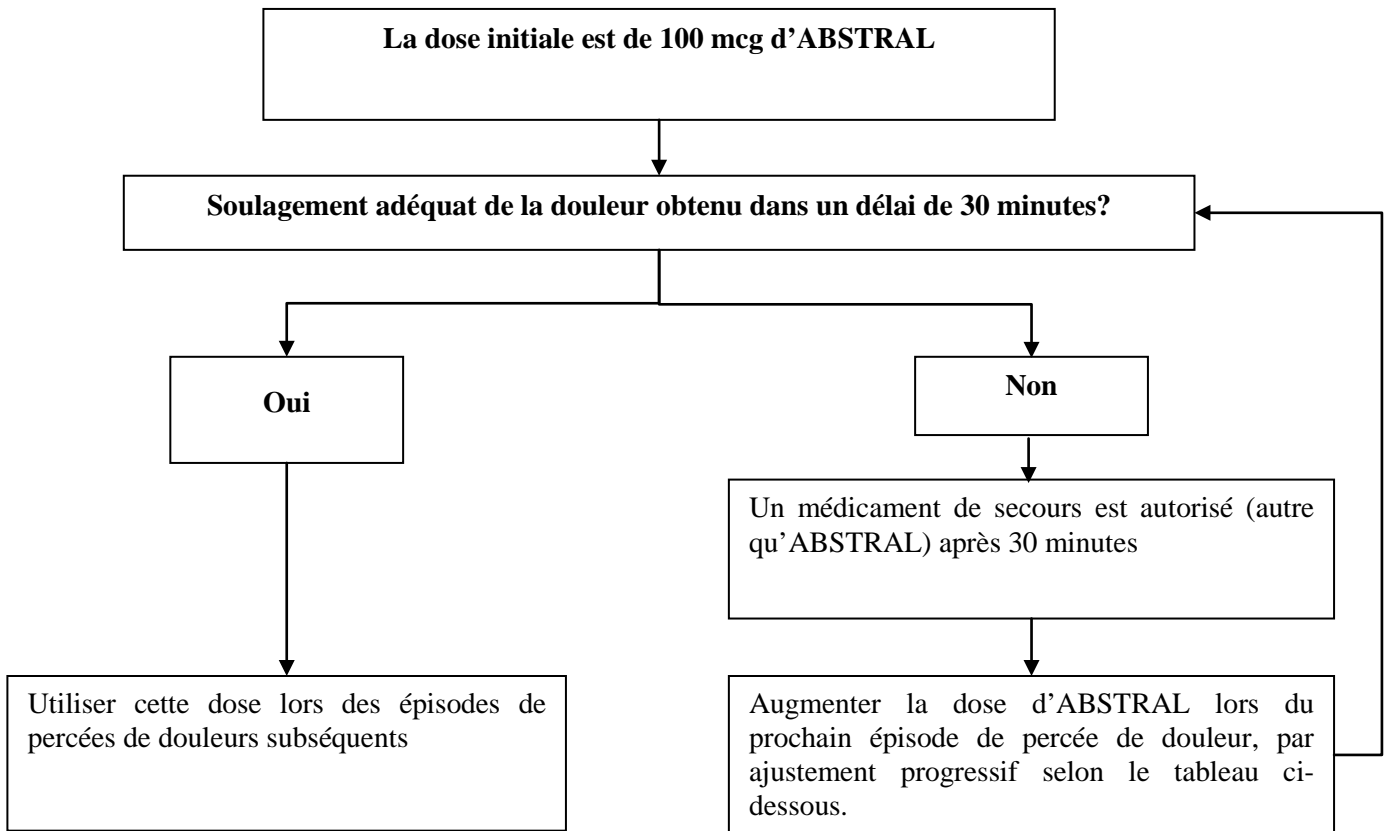 La dose initiale est de 100 mcg d’ABSTRAL
Soulagement adéquat de la douleur obtenu dans un délai de 30 minutes?
Oui
Non
Un médicament de secours est autorisé (autre
qu’ABSTRAL) après 30 minutes
Utiliser cette dose lors des épisodes de
percées de douleurs subséquents
Augmenter la dose d’ABSTRAL lors du
prochain épisode de percée de douleur, par
ajustement progressif selon le tableau ci-
dessous.